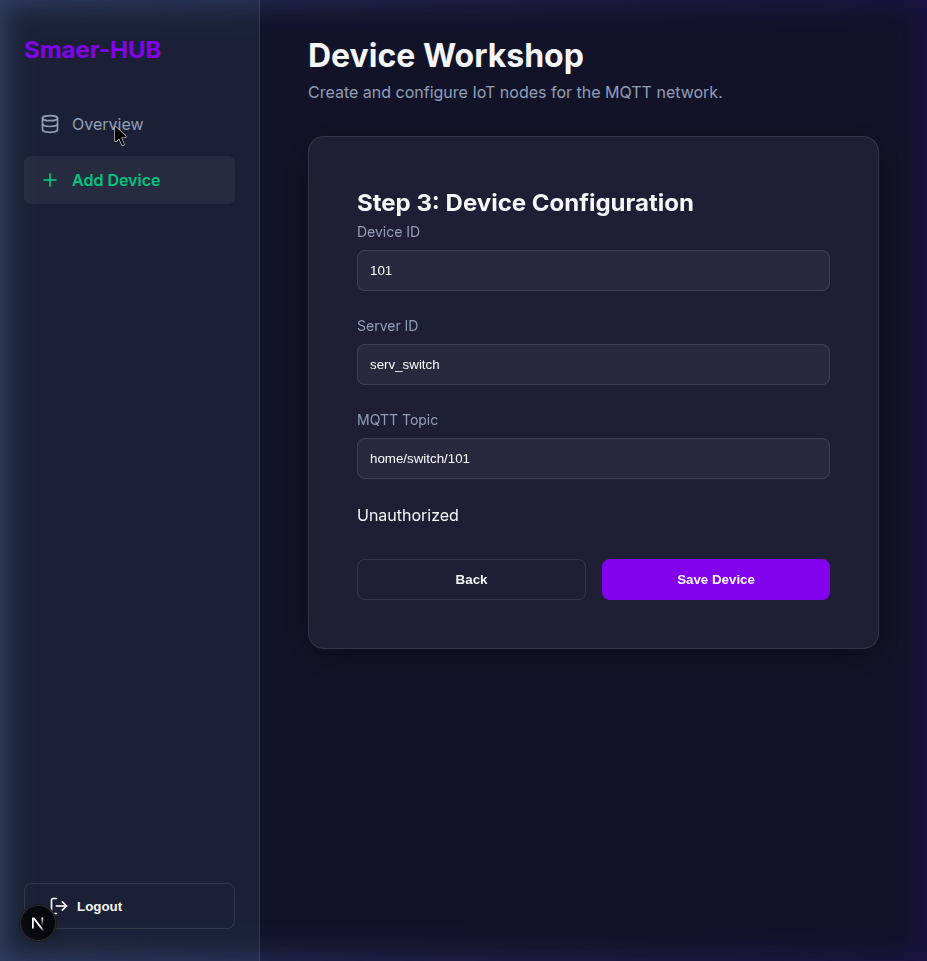 Smaer-HUB
Overview
Add Device
Device Workshop
Create and configure IoT nodes for the MQTT network.
Step 3: Device Configuration
Device ID
101
Server ID
serv_switch
MQTT Topic
home/switch/101
Unauthorized
Back
Save Device
Logout
N